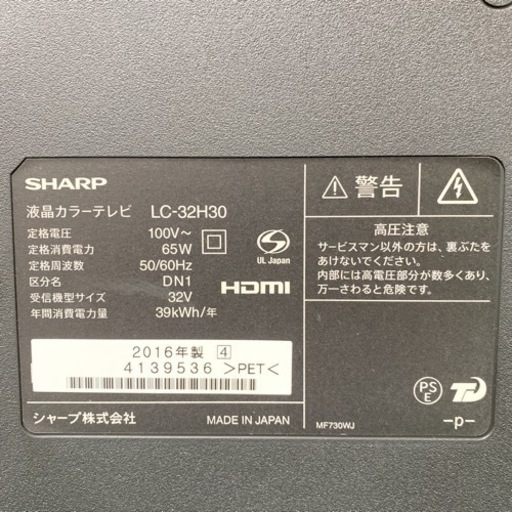 SHARP
液晶カラーテレビ LC-32H30
定格電圧 100V～
定格消費電力 65W
定格周波数 50/60Hz
区分名 DN1
受信機型サイズ 32V
年間消費電力量 39kWh/年
UL Japan
HDMI
2016年製 4
4139536 >PET<
シャープ株式会社 MADE IN JAPAN
警告
高圧注意
サービスマン以外の方は、裏ぶたを
あけないでください。
内部には高電圧部分が数多くあり、
万一さわると危険です。
PS
E
MF730WJ
-p-